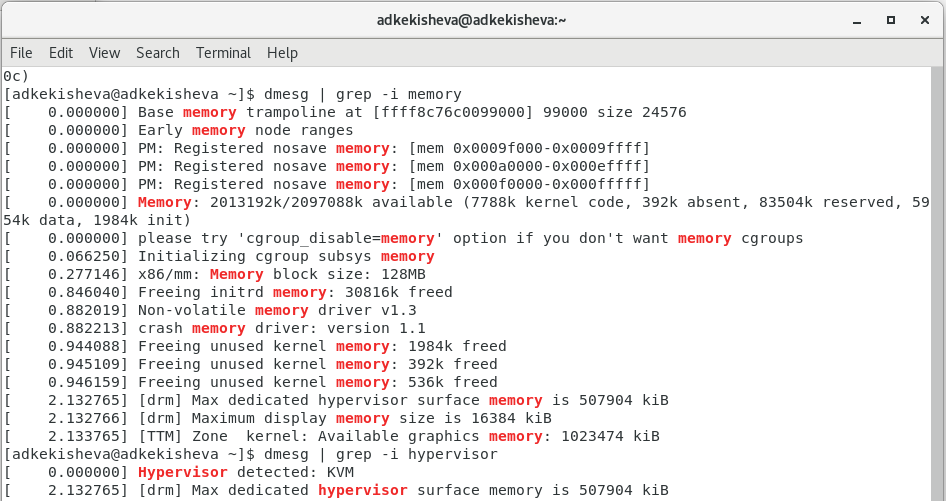 adkekisheva@adkekisheva:~
File Edit View Search Terminal Help
0c)
[adkekisheva@adkekisheva ~]$ dmesg | grep -i memory
[    0.000000] Base memory trampoline at [ffff8c76c0099000] 99000 size 24576
[    0.000000] Early memory node ranges
[    0.000000] PM: Registered nosave memory: [mem 0x0009f000-0x0009ffff]
[    0.000000] PM: Registered nosave memory: [mem 0x000a0000-0x000effff]
[    0.000000] PM: Registered nosave memory: [mem 0x000f0000-0x000fffff]
[    0.000000] Memory: 2013192k/2097088k available (7788k kernel code, 392k absent, 83504k reserved, 59
54k data, 1984k init)
[    0.000000] please try 'cgroup_disable=memory' option if you don't want memory cgroups
[    0.066250] Initializing cgroup subsys memory
[    0.277146] x86/mm: Memory block size: 128MB
[    0.846040] Freeing initrd memory: 30816k freed
[    0.882019] Non-volatile memory driver v1.3
[    0.882213] crash memory driver: version 1.1
[    0.944088] Freeing unused kernel memory: 1984k freed
[    0.945109] Freeing unused kernel memory: 392k freed
[    0.946159] Freeing unused kernel memory: 536k freed
[    2.132765] [drm] Max dedicated hypervisor surface memory is 507904 kiB
[    2.132766] [drm] Maximum display memory size is 16384 kiB
[    2.133765] [TTM] Zone  kernel: Available graphics memory: 1023474 kiB
[adkekisheva@adkekisheva ~]$ dmesg | grep -i hypervisor
[    0.000000] Hypervisor detected: KVM
[    2.132765] [drm] Max dedicated hypervisor surface memory is 507904 kiB